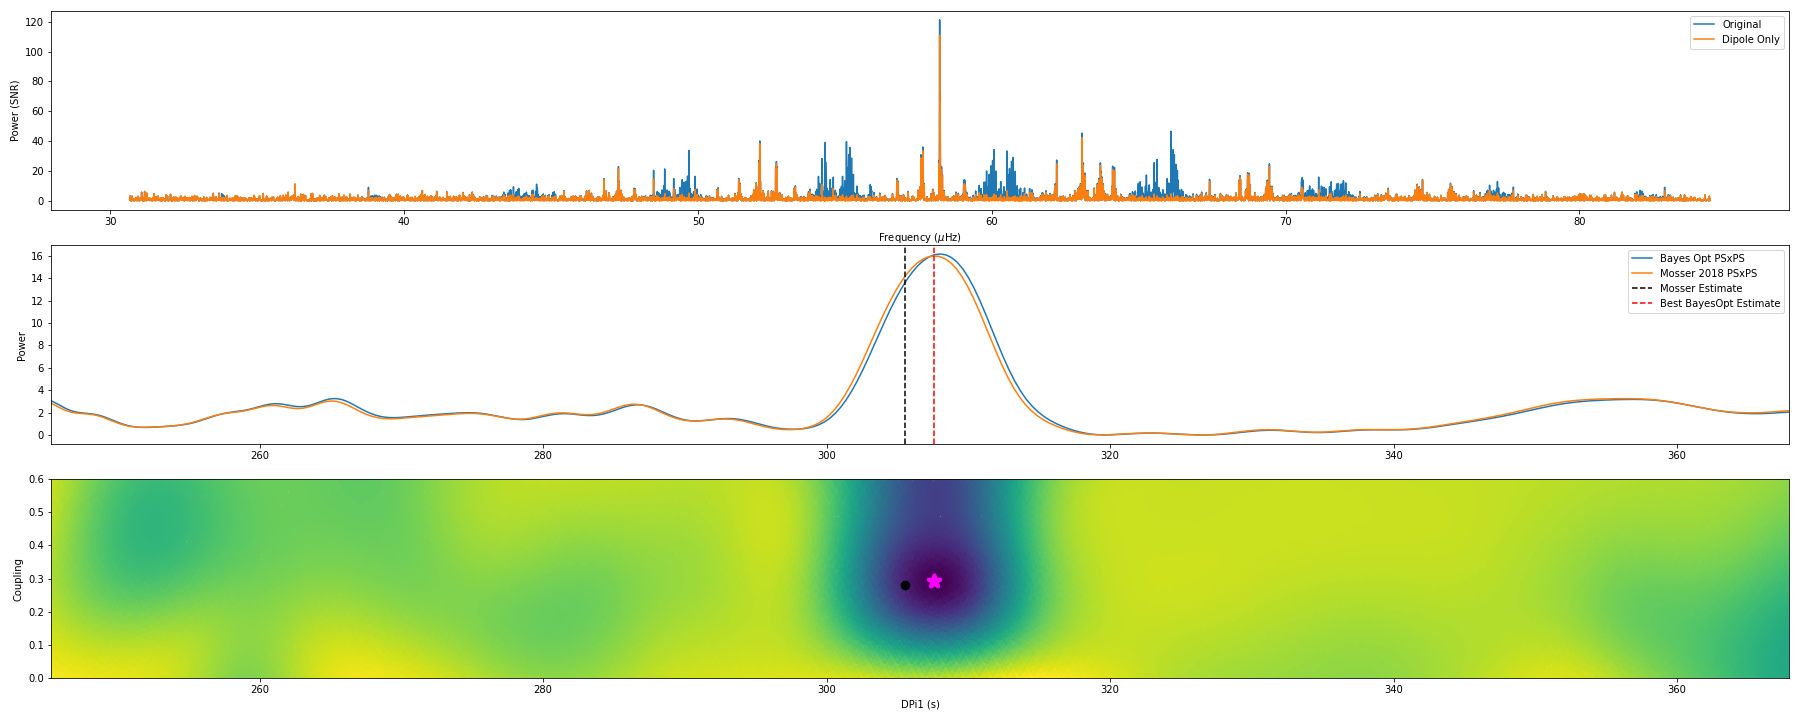 120
100
80
60
40
20
0
Power (SNR)
Original
Dipole Only
30 40 50 60 70 80
Frequency (μHz)
16
14
12
10
8
6
4
2
0
Power
Bayes Opt PSxPS
Mosser 2018 PSxPS
Mosser Estimate
Best BayesOpt Estimate
260 280 300 320 340 360
0.6
0.5
0.4
0.3
0.2
0.1
0.0
Coupling
260 280 300 320 340 360
DPi1 (s)